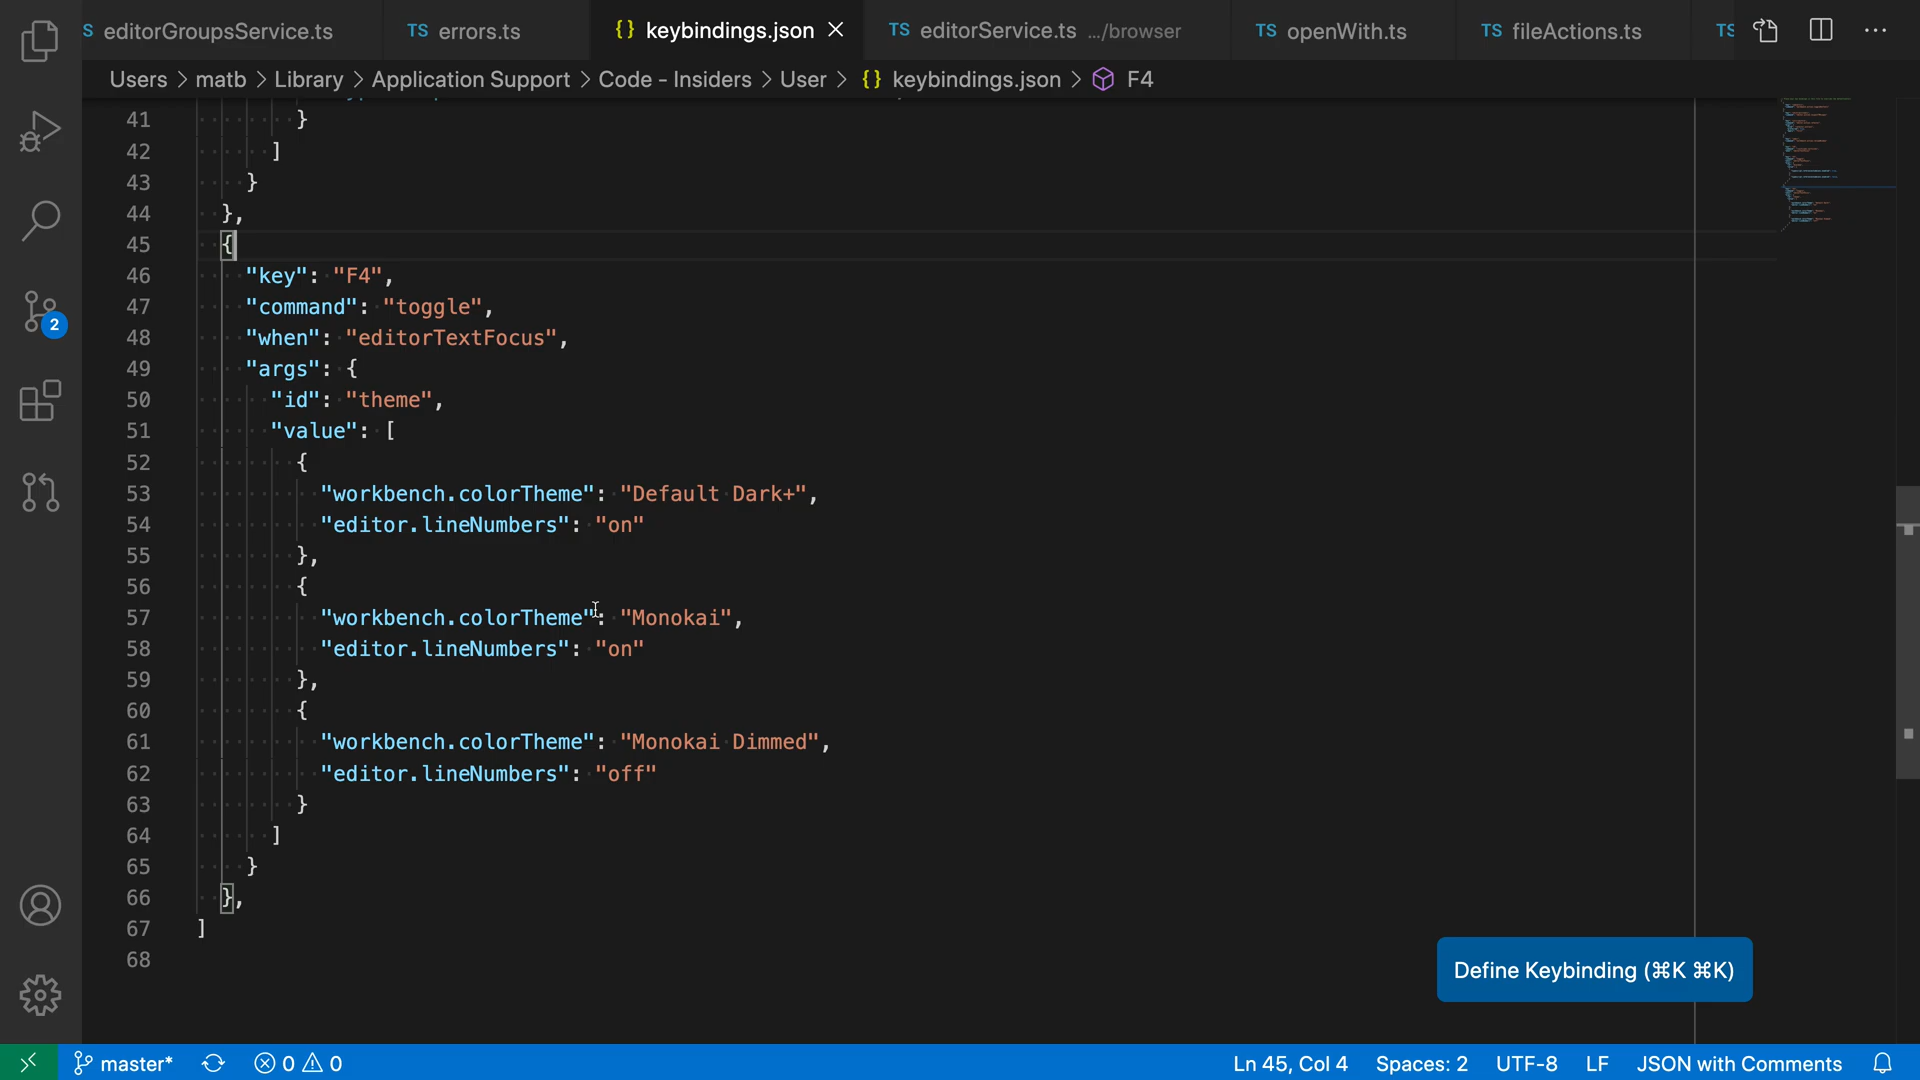 S editorGroupsService.ts TS errors.ts {} keybindings.json TS editorService.ts .../browser TS openWith.ts TS fileActions.ts TS ...
Users > matb > Library > Application Support > Code - Insiders > User > {} keybindings.json > F4
41 }
42 ]
43 }
44 },
45 {
46 "key": "F4",
47 "command": "toggle",
48 "when": "editorTextFocus",
49 "args": {
50 "id": "theme",
51 "value": [
52 {
53 "workbench.colorTheme": "Default Dark+",
54 "editor.lineNumbers": "on"
55 },
56 {
57 "workbench.colorTheme": "Monokai",
58 "editor.lineNumbers": "on"
59 },
60 {
61 "workbench.colorTheme": "Monokai Dimmed",
62 "editor.lineNumbers": "off"
63 }
64 ]
65 }
66 },
67 ]
68
2
Define Keybinding (⌘K ⌘K)
master* 0 0 Ln 45, Col 4 Spaces: 2 UTF-8 LF JSON with Comments